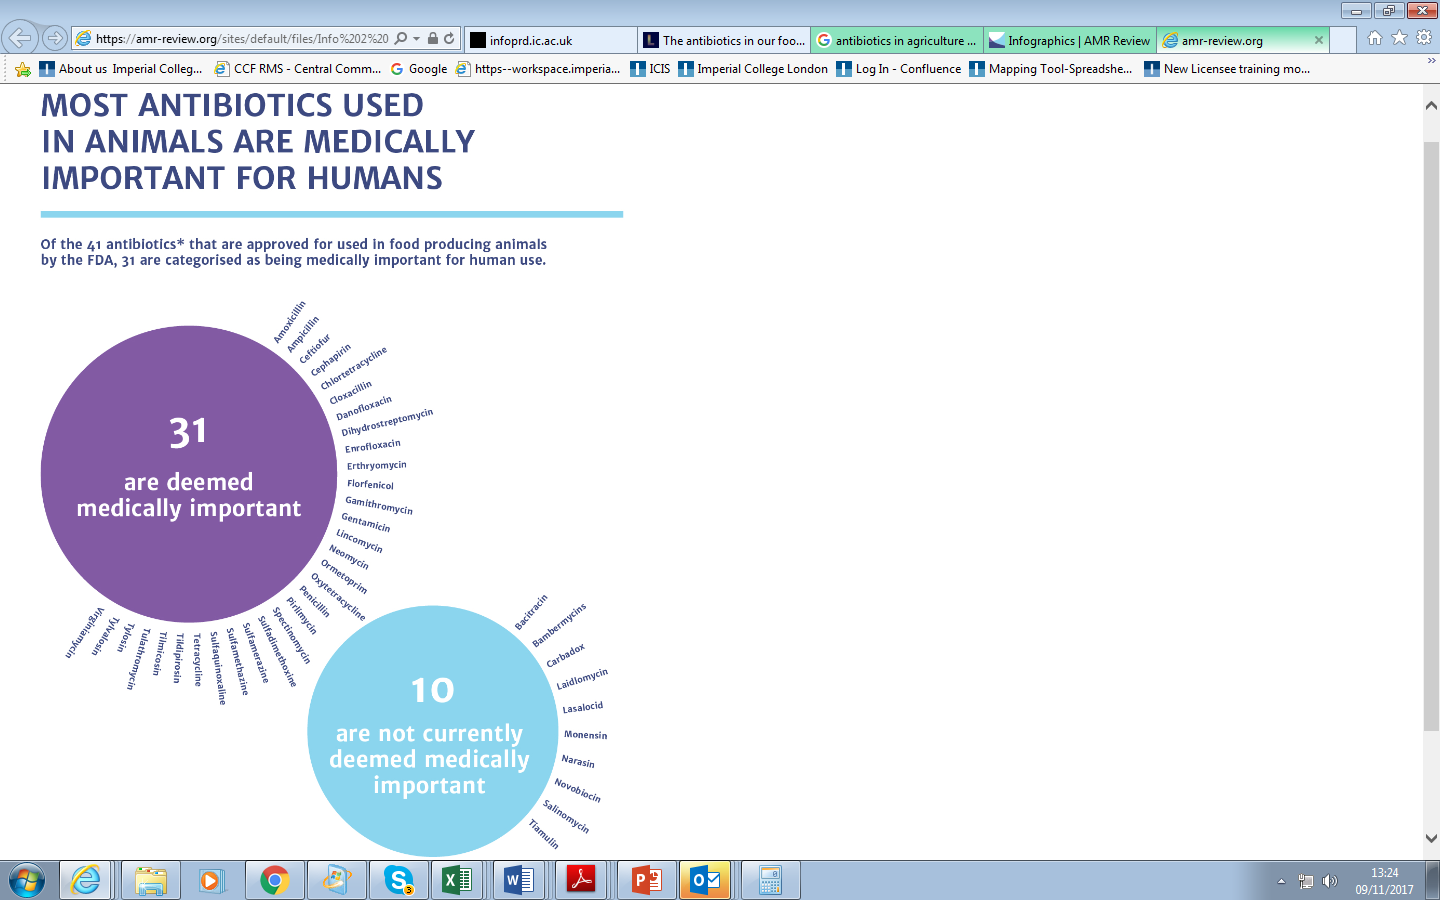 https://amr-review.org/sites/default/files/Info%202%20
infoprd.ic.ac.uk
The antibiotics in our foo...
antibiotics in agriculture ...
Infographics | AMR Review
amr-review.org
About us  Imperial Colleg...
CCF RMS - Central Comm...
Google
https--workspace.imperia...
ICIS
Imperial College London
Log In - Confluence
Mapping Tool-Spreadshe...
New Licensee training mo...
MOST ANTIBIOTICS USED
IN ANIMALS ARE MEDICALLY
IMPORTANT FOR HUMANS
Of the 41 antibiotics* that are approved for used in food producing animals
by the FDA, 31 are categorised as being medically important for human use.
31
are deemed
medically important
Amoxicillin
Ampicillin
Ceftiofur
Cephapirin
Chlortetracycline
Cloxacillin
Danofloxacin
Dihydrostreptomycin
Enrofloxacin
Erthryomycin
Florfenicol
Gamithromycin
Gentamicin
Lincomycin
Neomycin
Ormetoprim
Oxytetracycline
Penicillin
Pirlimycin
Spectinomycin
Sulfadimethoxine
Sulfamerazine
Sulfamethazine
Sulfaquinoxaline
Tetracycline
Tildipirosin
Tilmicosin
Tulathromycin
Tylosin
Tylvalosin
Virginiamycin
10
are not currently
deemed medically
important
Bacitracin
Bambermycins
Carbadox
Laidlomycin
Lasalocid
Monensin
Narasin
Novobiocin
Salinomycin
Tiamulin
3
13:24
09/11/2017